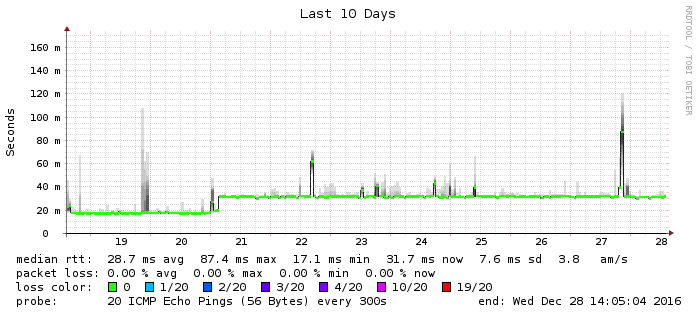 Last 10 Days
RRDTOOL / TOBI OETIKER
Seconds
160 m
140 m
120 m
100 m
80 m
60 m
40 m
20 m
0
19 20 21 22 23 24 25 26 27 28
median rtt: 28.7 ms avg 87.4 ms max 17.1 ms min 31.7 ms now 7.6 ms sd 3.8 am/s
packet loss: 0.00 % avg 0.00 % max 0.00 % min 0.00 % now
loss color: 0 1/20 2/20 3/20 4/20 10/20 19/20
probe: 20 ICMP Echo Pings (56 Bytes) every 300s end: Wed Dec 28 14:05:04 2016